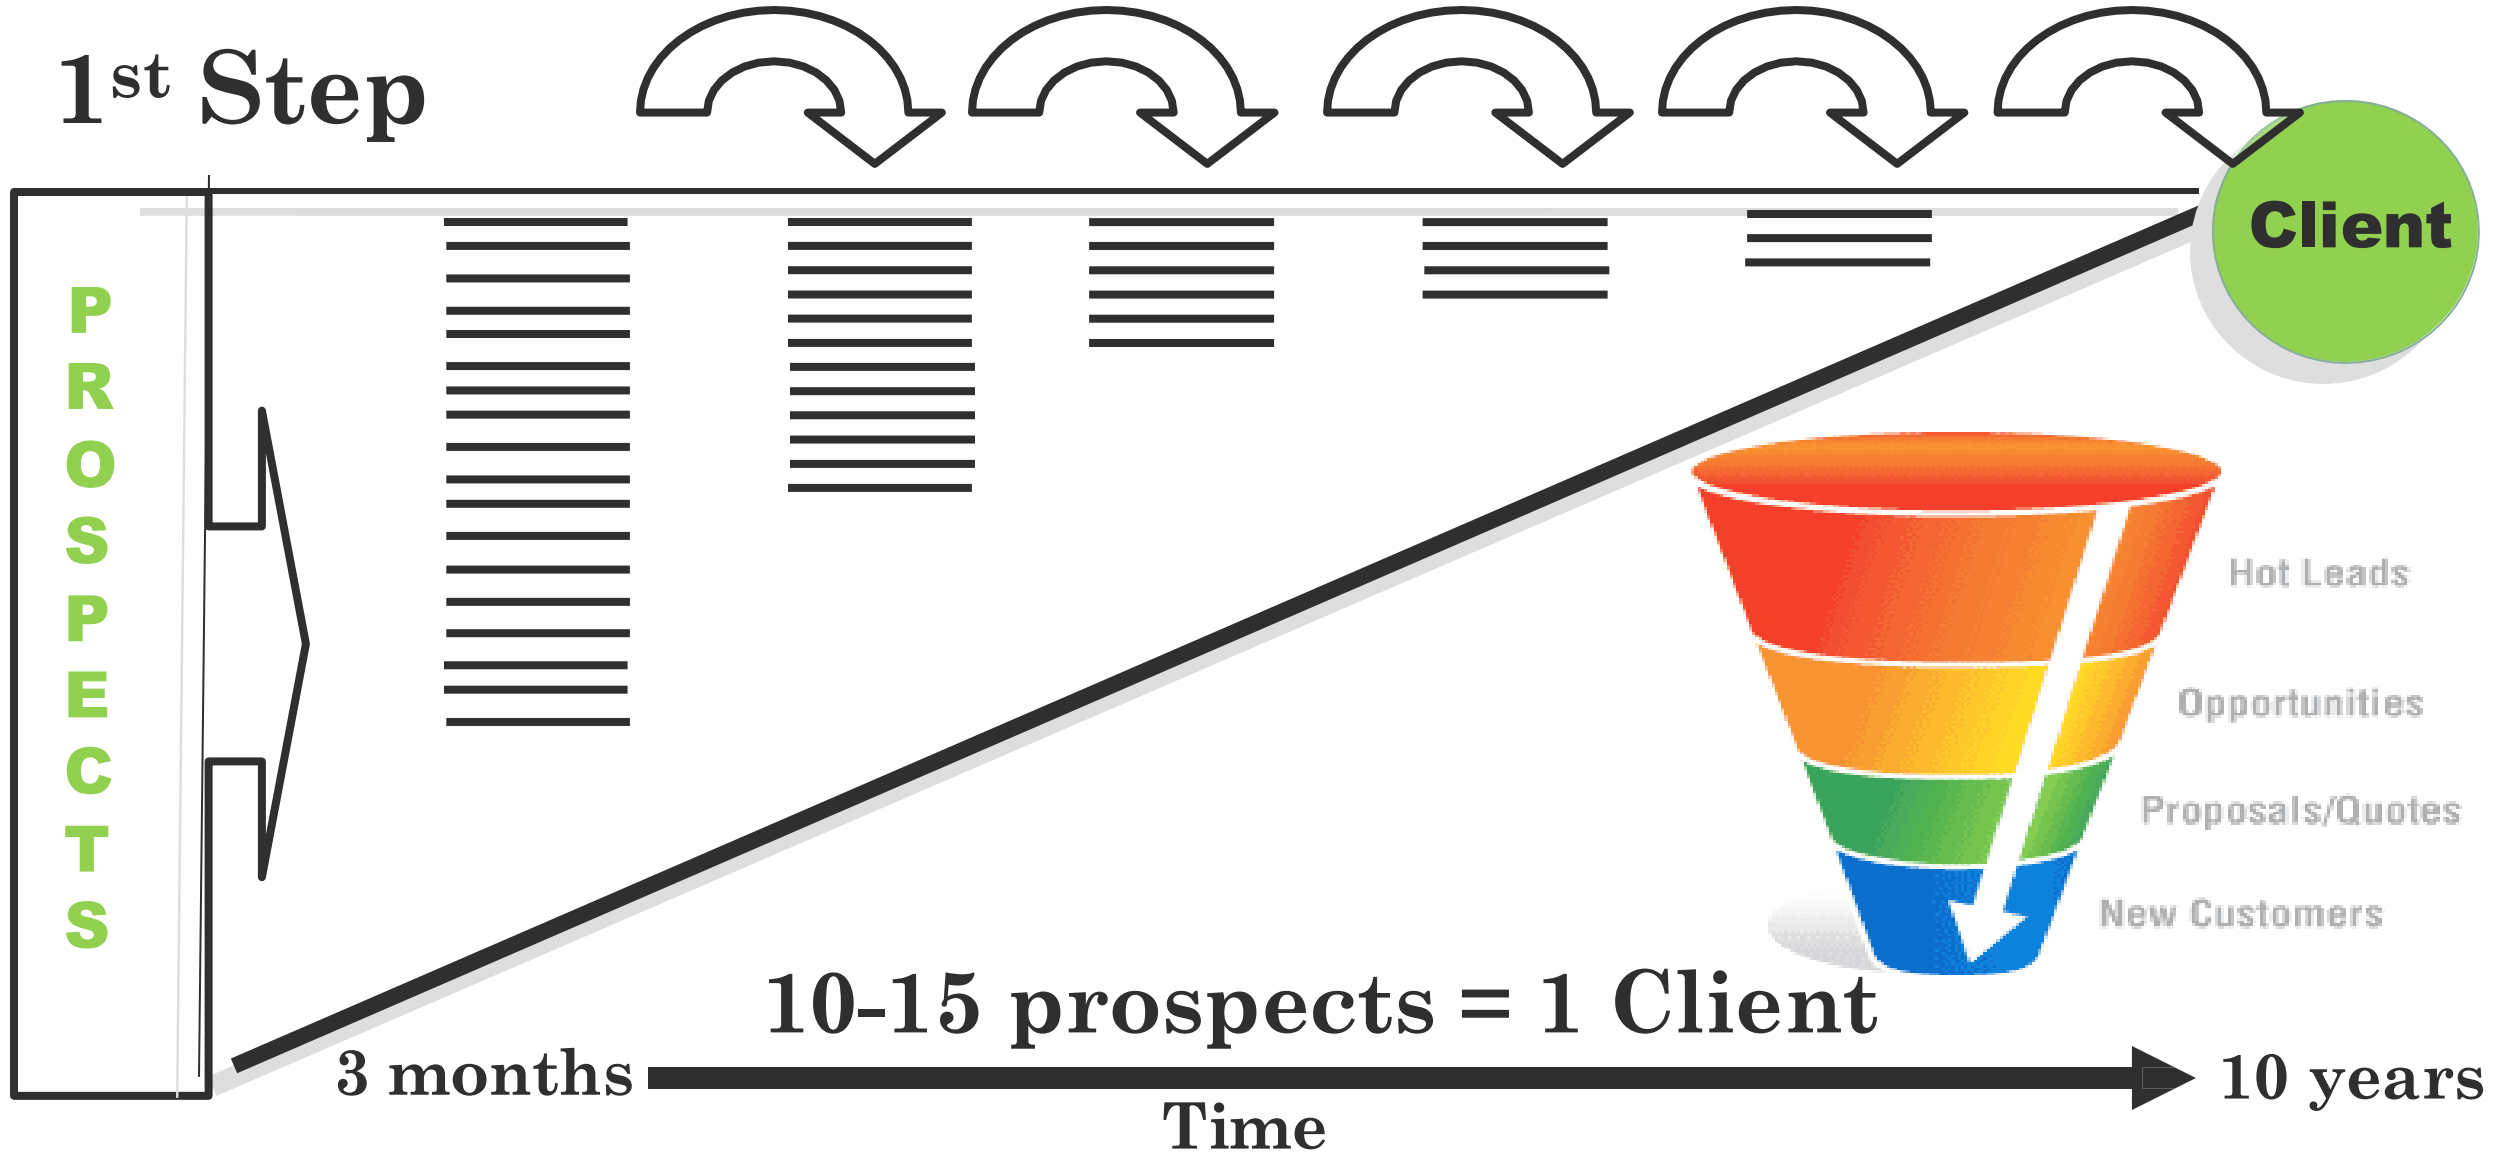 1st Step
Client
PROSPECTS
Hot Leads
Opportunities
Proposals/Quotes
New Customers
10-15 prospects = 1 Client
3 months
10 years
Time